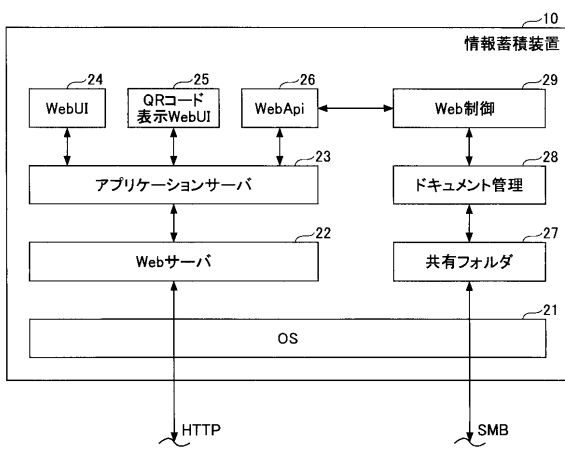 10
情報蓄積装置
24
25
26
29
WebUI
QRコード
表示WebUI
WebApi
Web制御
23
28
アプリケーションサーバ
ドキュメント管理
22
27
Webサーバ
共有フォルダ
21
OS
HTTP
SMB